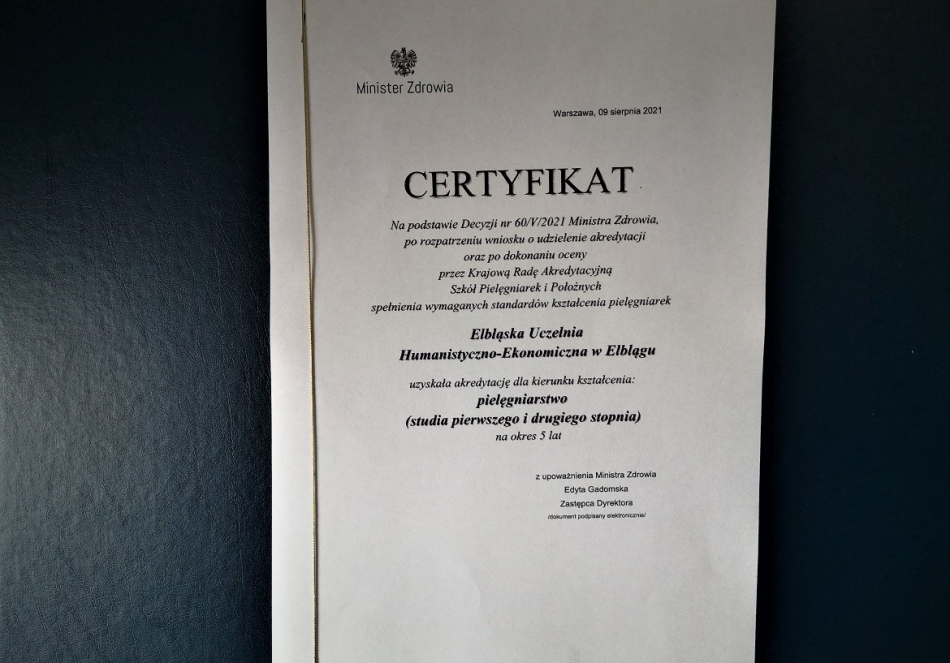 Minister Zdrowia
Warszawa, 09 sierpnia 2021
CERTYFIKAT
Na podstawie Decyzji nr 60/V/2021 Ministra Zdrowia,
po rozpatrzeniu wniosku o udzielenie akredytacji
oraz po dokonaniu oceny
przez Krajową Radę Akredytacyjną
Szkół Pielęgniarek i Położnych
spełnienia wymaganych standardów kształcenia pielęgniarek
Elbląska Uczelnia
Humanistyczno-Ekonomiczna w Elblągu
uzyskała akredytację dla kierunku kształcenia:
pielęgniarstwo
(studia pierwszego i drugiego stopnia)
na okres 5 lat
z upoważnienia Ministra Zdrowia
Edyta Gadomska
Zastępca Dyrektora
/dokument podpisany elektronicznie/